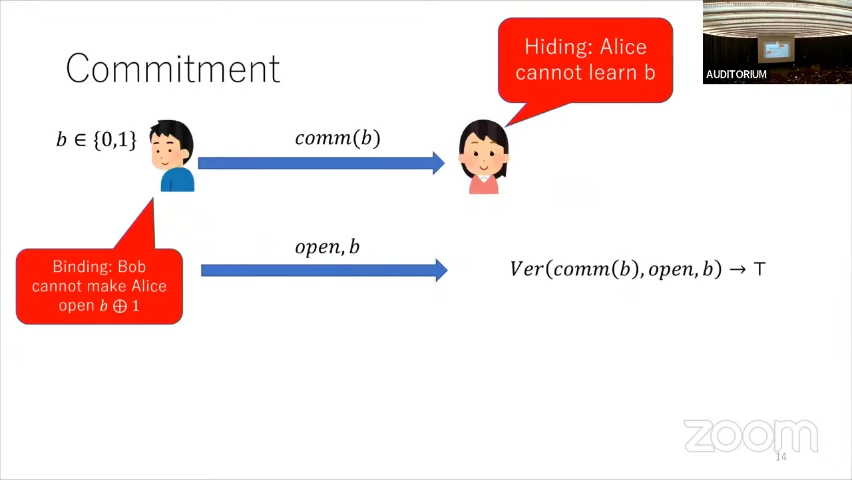 Commitment
Hiding: Alice
cannot learn b
AUDITORIUM
b ∈ {0,1}
comm(b)
Binding: Bob
cannot make Alice
open b ⊕ 1
open, b
Ver(comm(b), open, b) → ⊤
zoom
14